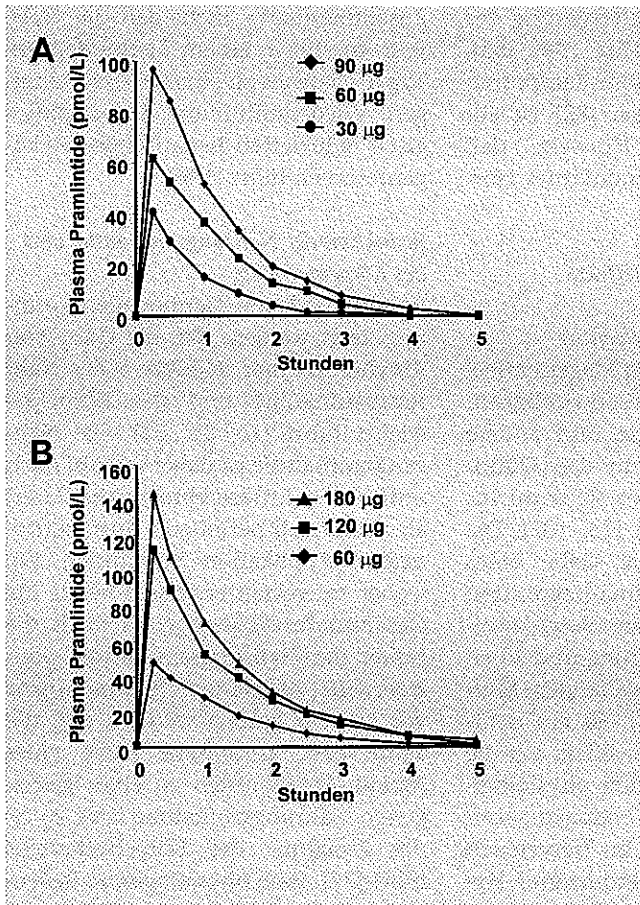 A
Plasma Pramlintide (pmol/L)
100
80
60
40
20
0
90 µg
60 µg
30 µg
0 1 2 3 4 5
Stunden
B
Plasma Pramlintide (pmol/L)
160
140
120
100
80
60
40
20
0
180 µg
120 µg
60 µg
0 1 2 3 4 5
Stunden